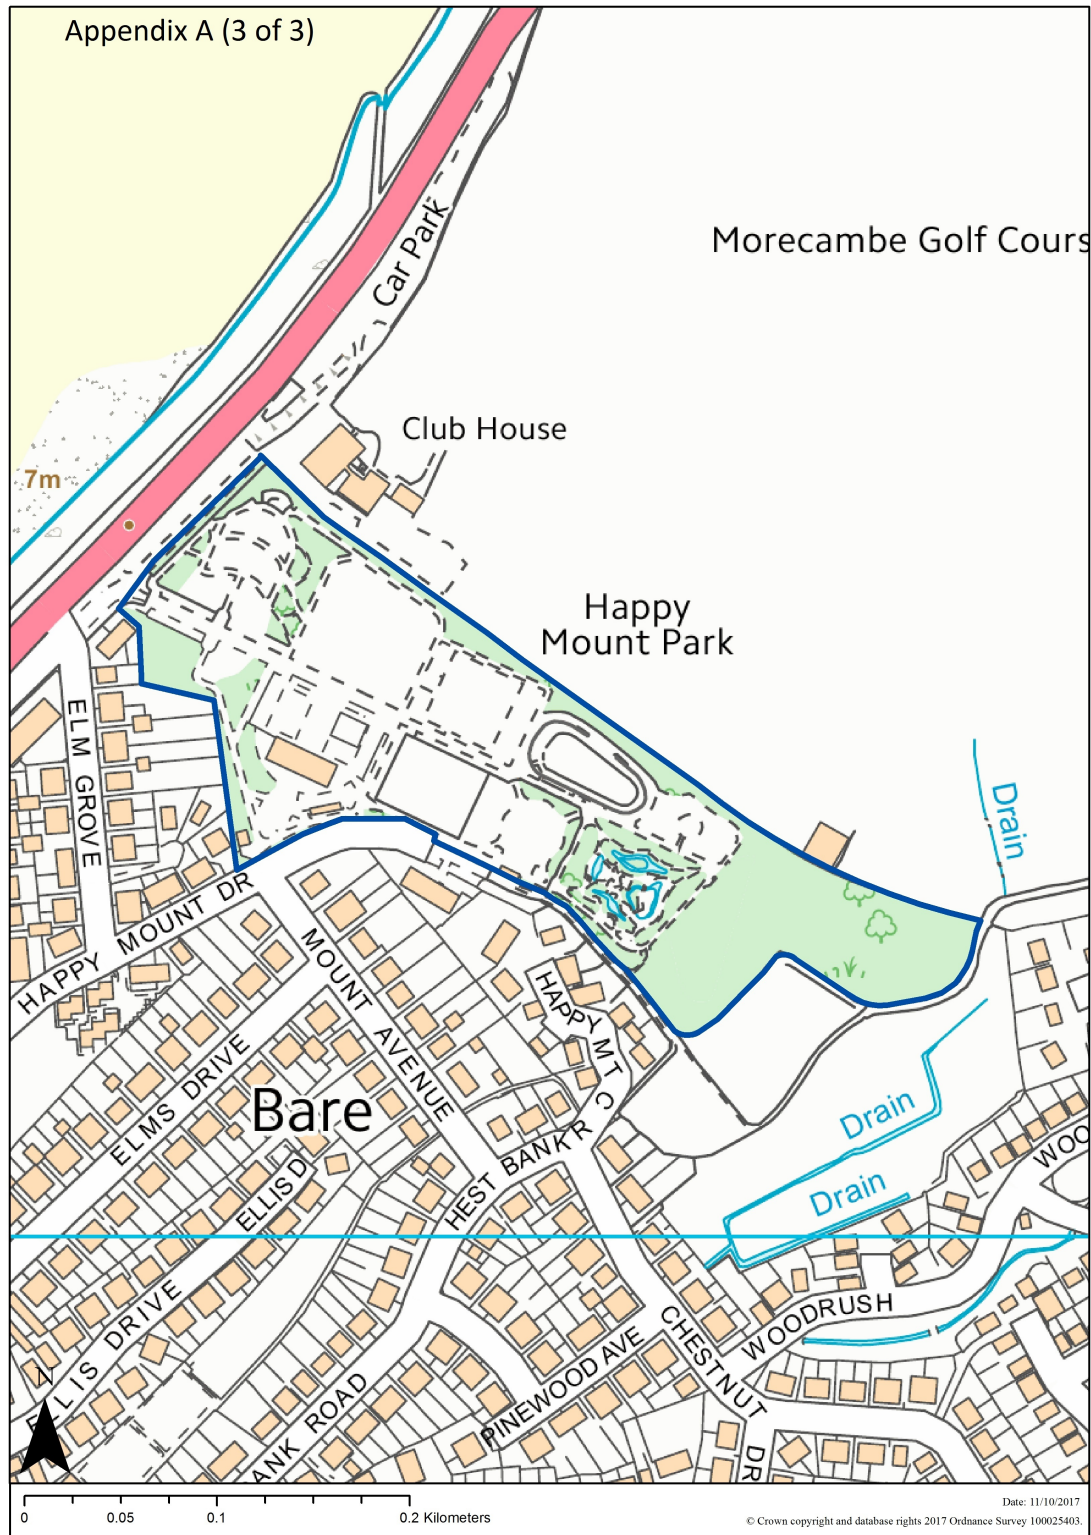 Appendix A (3 of 3)
Morecambe Golf Cours
Car Park
Club House
7m
Happy
Mount Park
ELM GROVE
Drain
HAPPY MOUNT DR
MOUNT AVENUE
HAPPY MT C
ELMS DRIVE
Bare
Drain
WOO
HEST BANK R
ELLIS D
Drain
ELLIS DRIVE
WOODRUSH
CHESTNUT
DR
PINEWOOD AVE
ANK ROAD
N
0 0.05 0.1 0.2 Kilometers
Date: 11/10/2017
© Crown copyright and database rights 2017 Ordnance Survey 100025403.